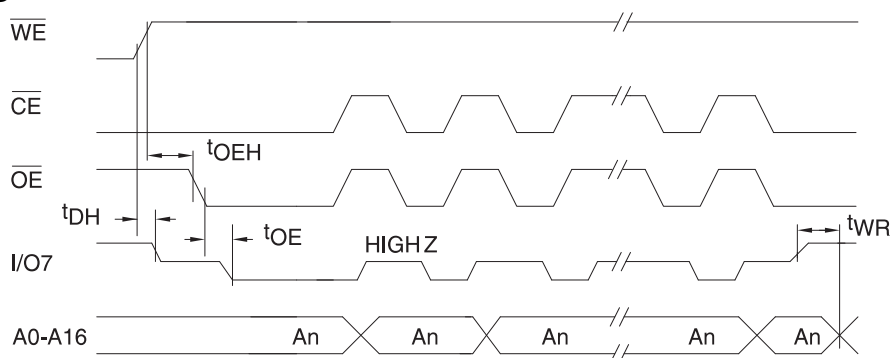 WE
CE
tOEH
OE
tDH
tOE
tWR
HIGH Z
I/O7
A0-A16 An An An An An